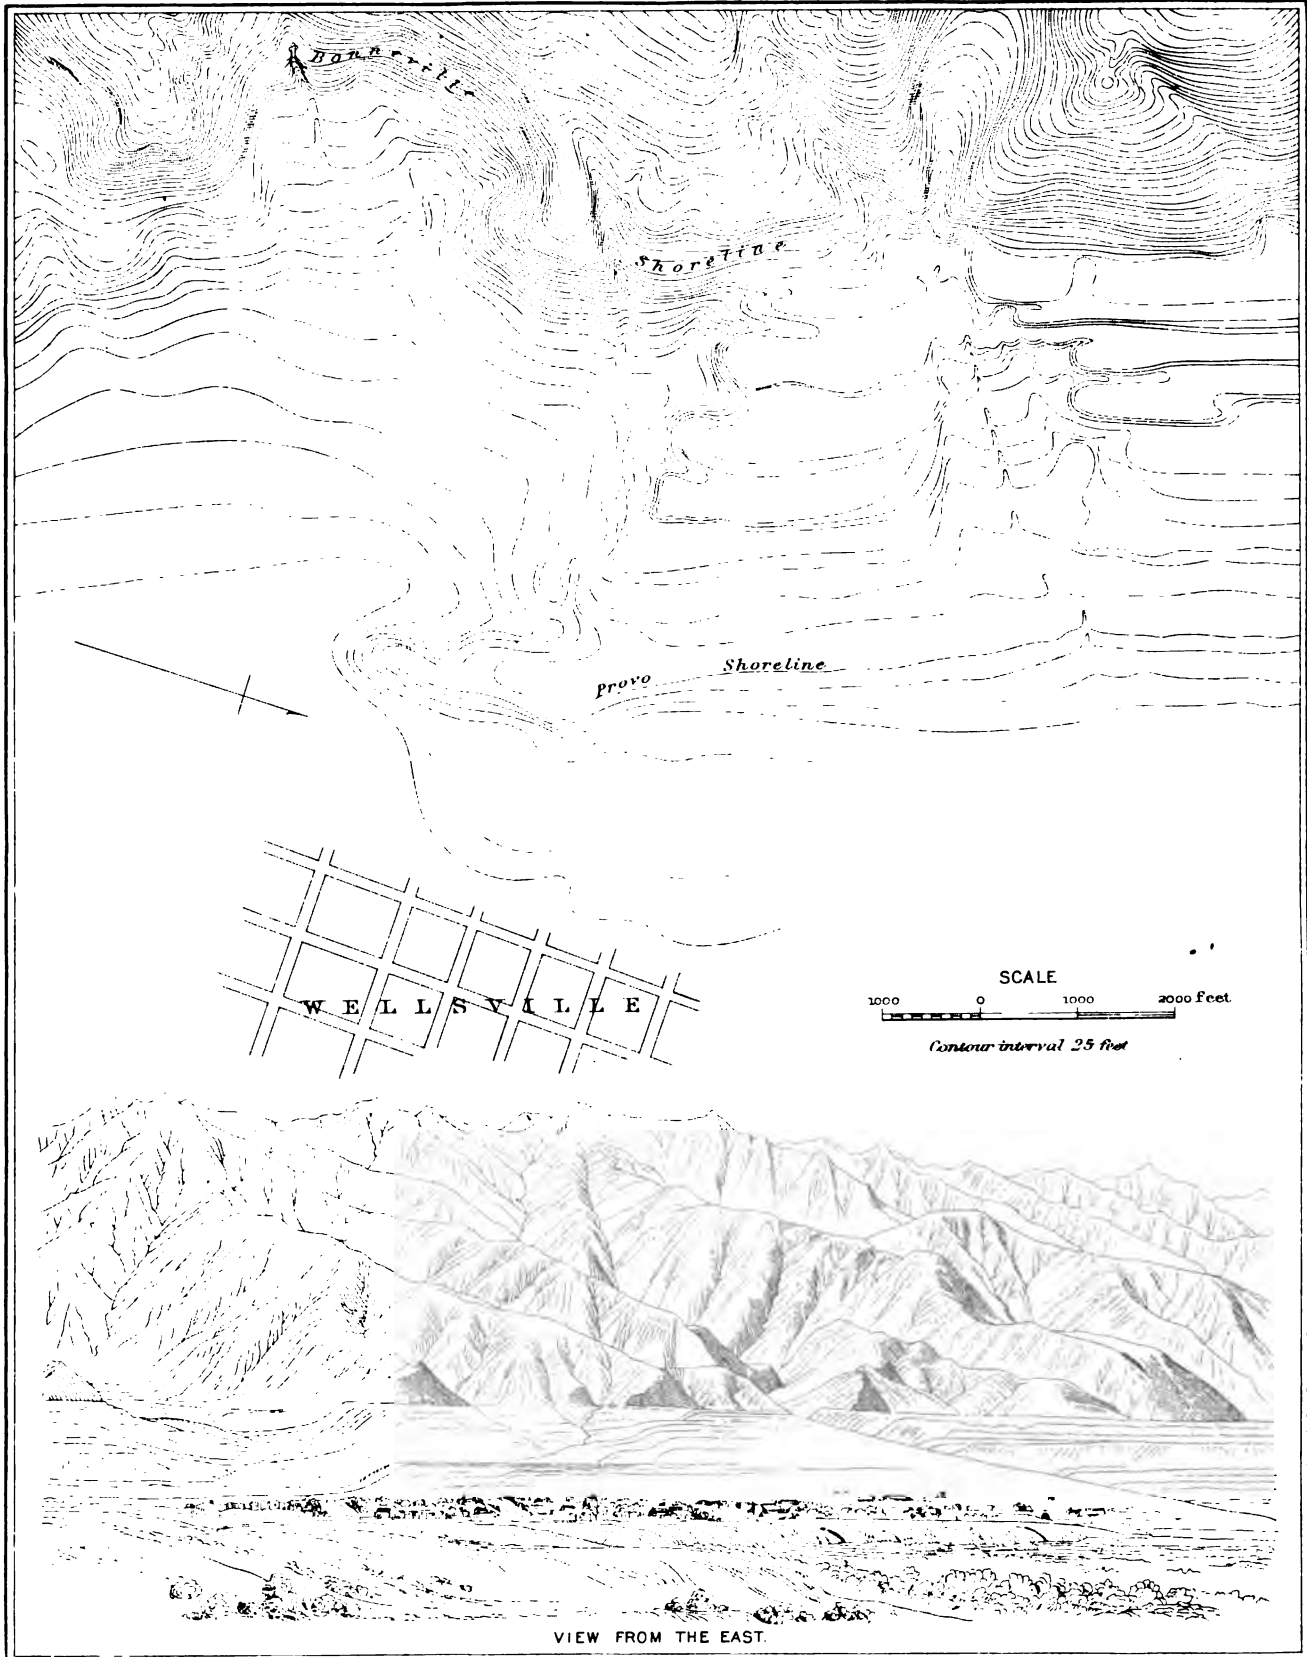 Bonneville
Shoreline
Provo Shoreline
WELLSVILLE
SCALE
1000 0 1000 2000 feet
Contour interval 25 feet
VIEW FROM THE EAST.